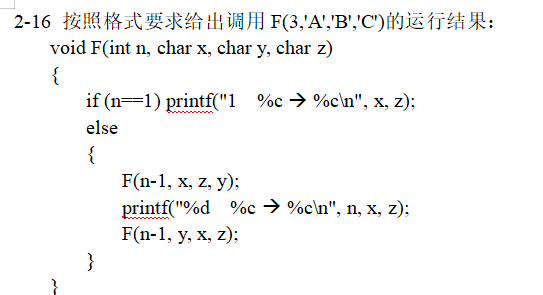 2-16 按照格式要求给出调用 F(3,'A','B','C')的运行结果：
void F(int n, char x, char y, char z)
{
if (n==1) printf("1 %c → %c\n", x, z);
else
{
F(n-1, x, z, y);
printf("%d %c → %c\n", n, x, z);
F(n-1, y, x, z);
}
}